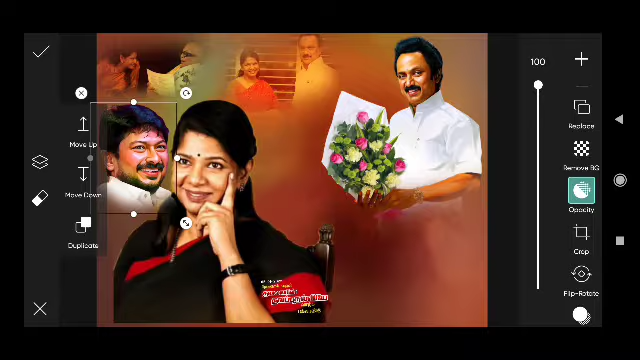 100
Replace
Move Up
Remove BG
Move Down
Opacity
Duplicate
Crop
Flip-Rotate